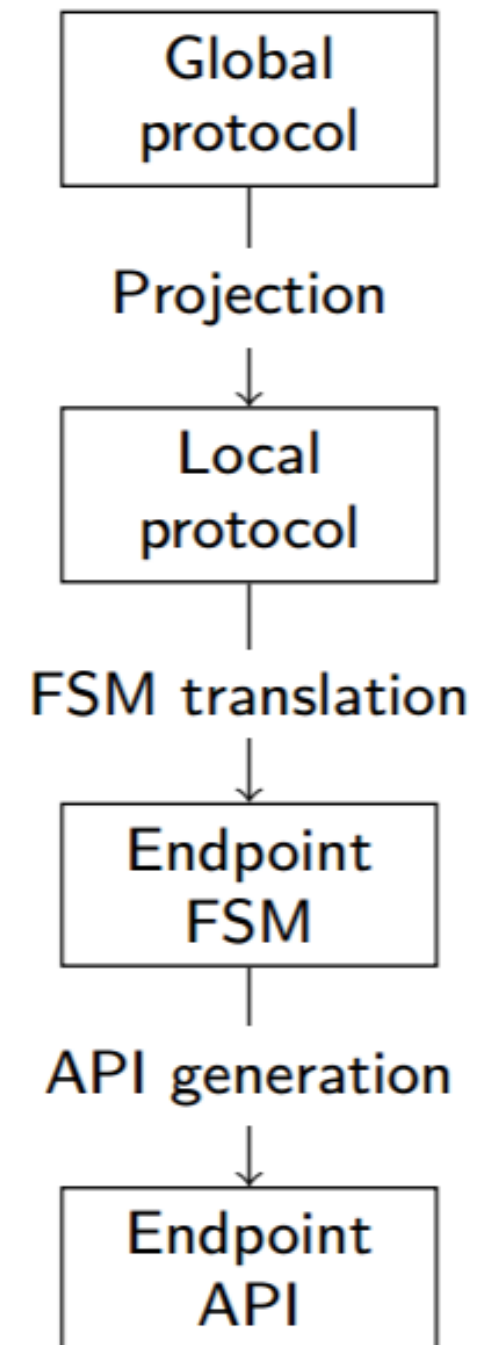 Global
protocol
Projection
Local
protocol
FSM translation
Endpoint
FSM
API generation
Endpoint
API